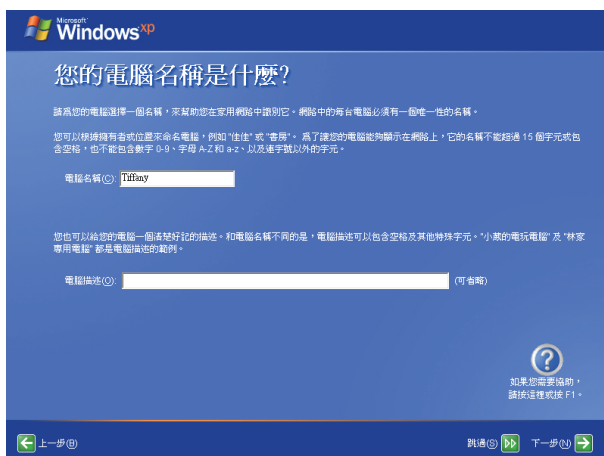 Microsoft
Windows xp
您的電腦名稱是什麼?
請為您的電腦選擇一個名稱,來幫助您在家用網路中識別它。網路中的每台電腦必須有一個唯一性的名稱。
您可以根據擁有者或位置來命名電腦,例如 "佳佳" 或 "書房"。 為了讓您的電腦能夠顯示在網路上,它的名稱不能超過 15 個字元或包
含空格,也不能包含數字 0-9、字母 A-Z 和 a-z、以及連字號以外的字元。
電腦名稱(C): Tiffany
您也可以給您的電腦一個清楚好記的描述。和電腦名稱不同的是,電腦描述可以包含空格及其他特殊字元。"小葳的電玩電腦" 及 "林家
專用電腦" 都是電腦描述的範例。
電腦描述(O): (可省略)
如果您需要協助,
請按這裡或按 F1。
上一步(B) 跳過(S) 下一步(N)